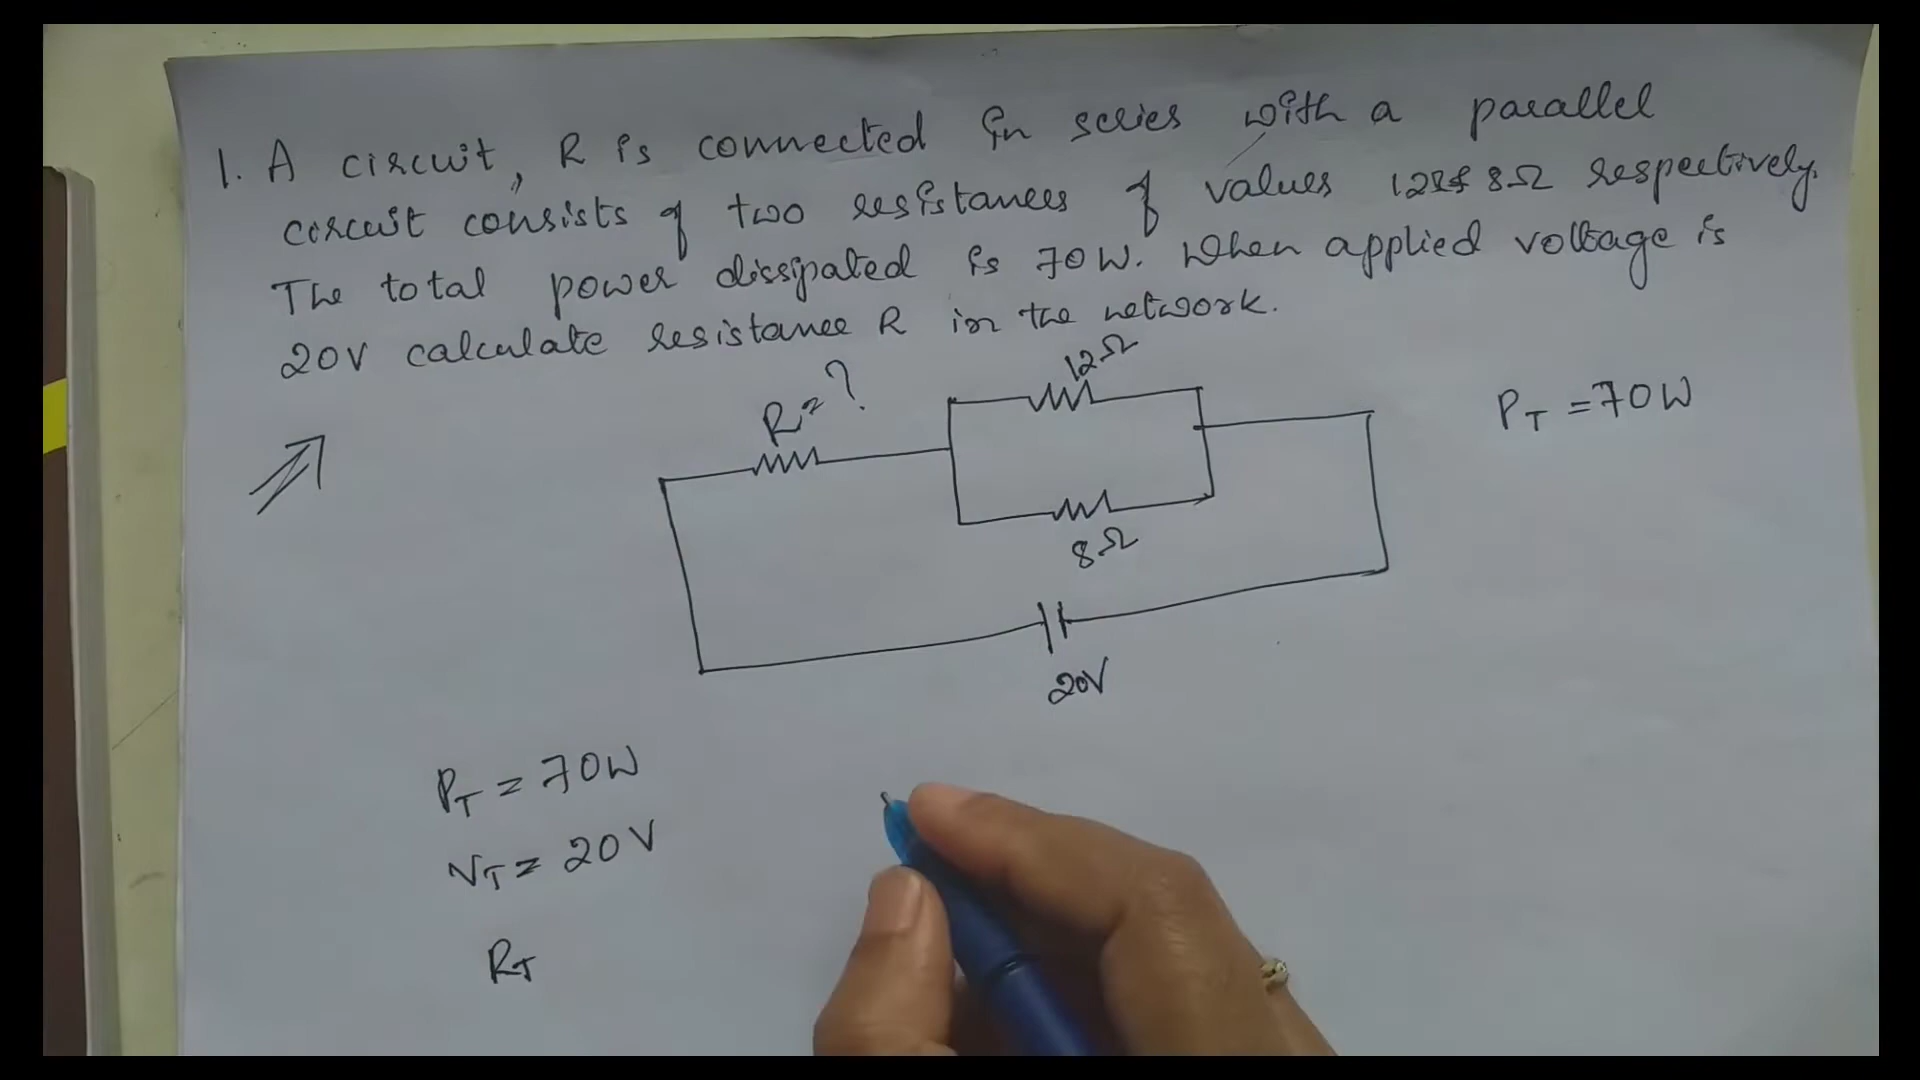 1. A circuit, R is connected in series with a parallel
circuit consists of two resistances of values 12Ω & 8Ω respectively.
The total power dissipated is 70W. When applied voltage is
20V calculate resistance R in the network.
R = ?
12Ω
PT = 70W
8Ω
20V
PT = 70W
VT = 20V
RT